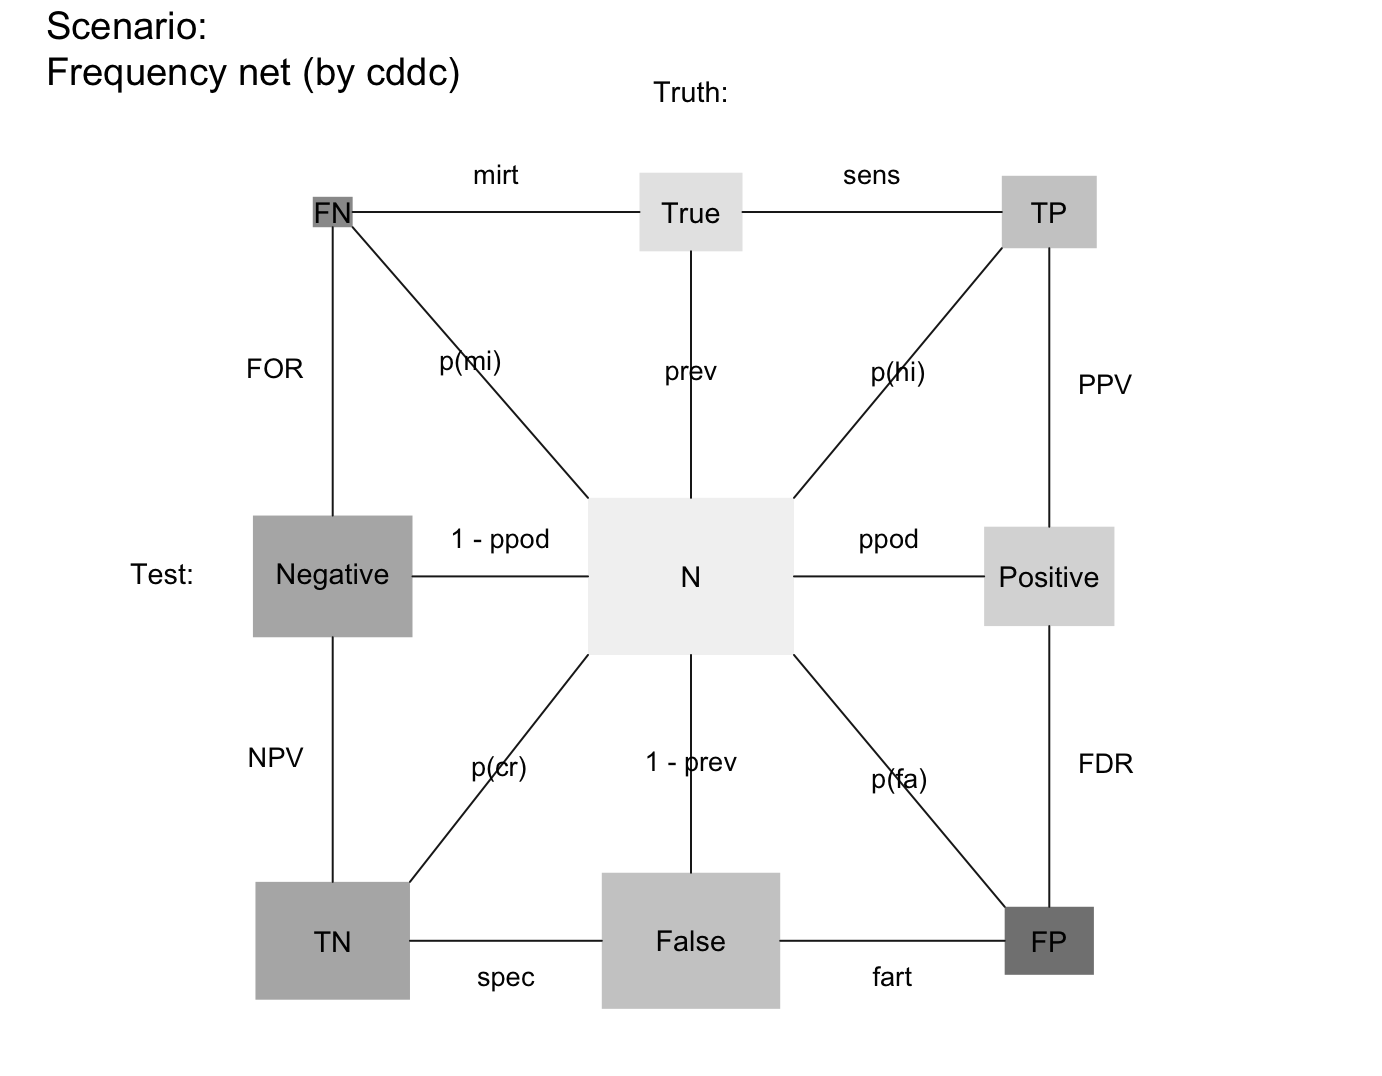 Scenario:
Frequency net (by cddc)
Truth:
mirt
sens
FN
True
TP
p(mi)
prev
p(hi)
FOR
PPV
1 - ppod
ppod
Test:
Negative
N
Positive
NPV
p(cr)
1 - prev
p(fa)
FDR
TN
False
FP
spec
fart